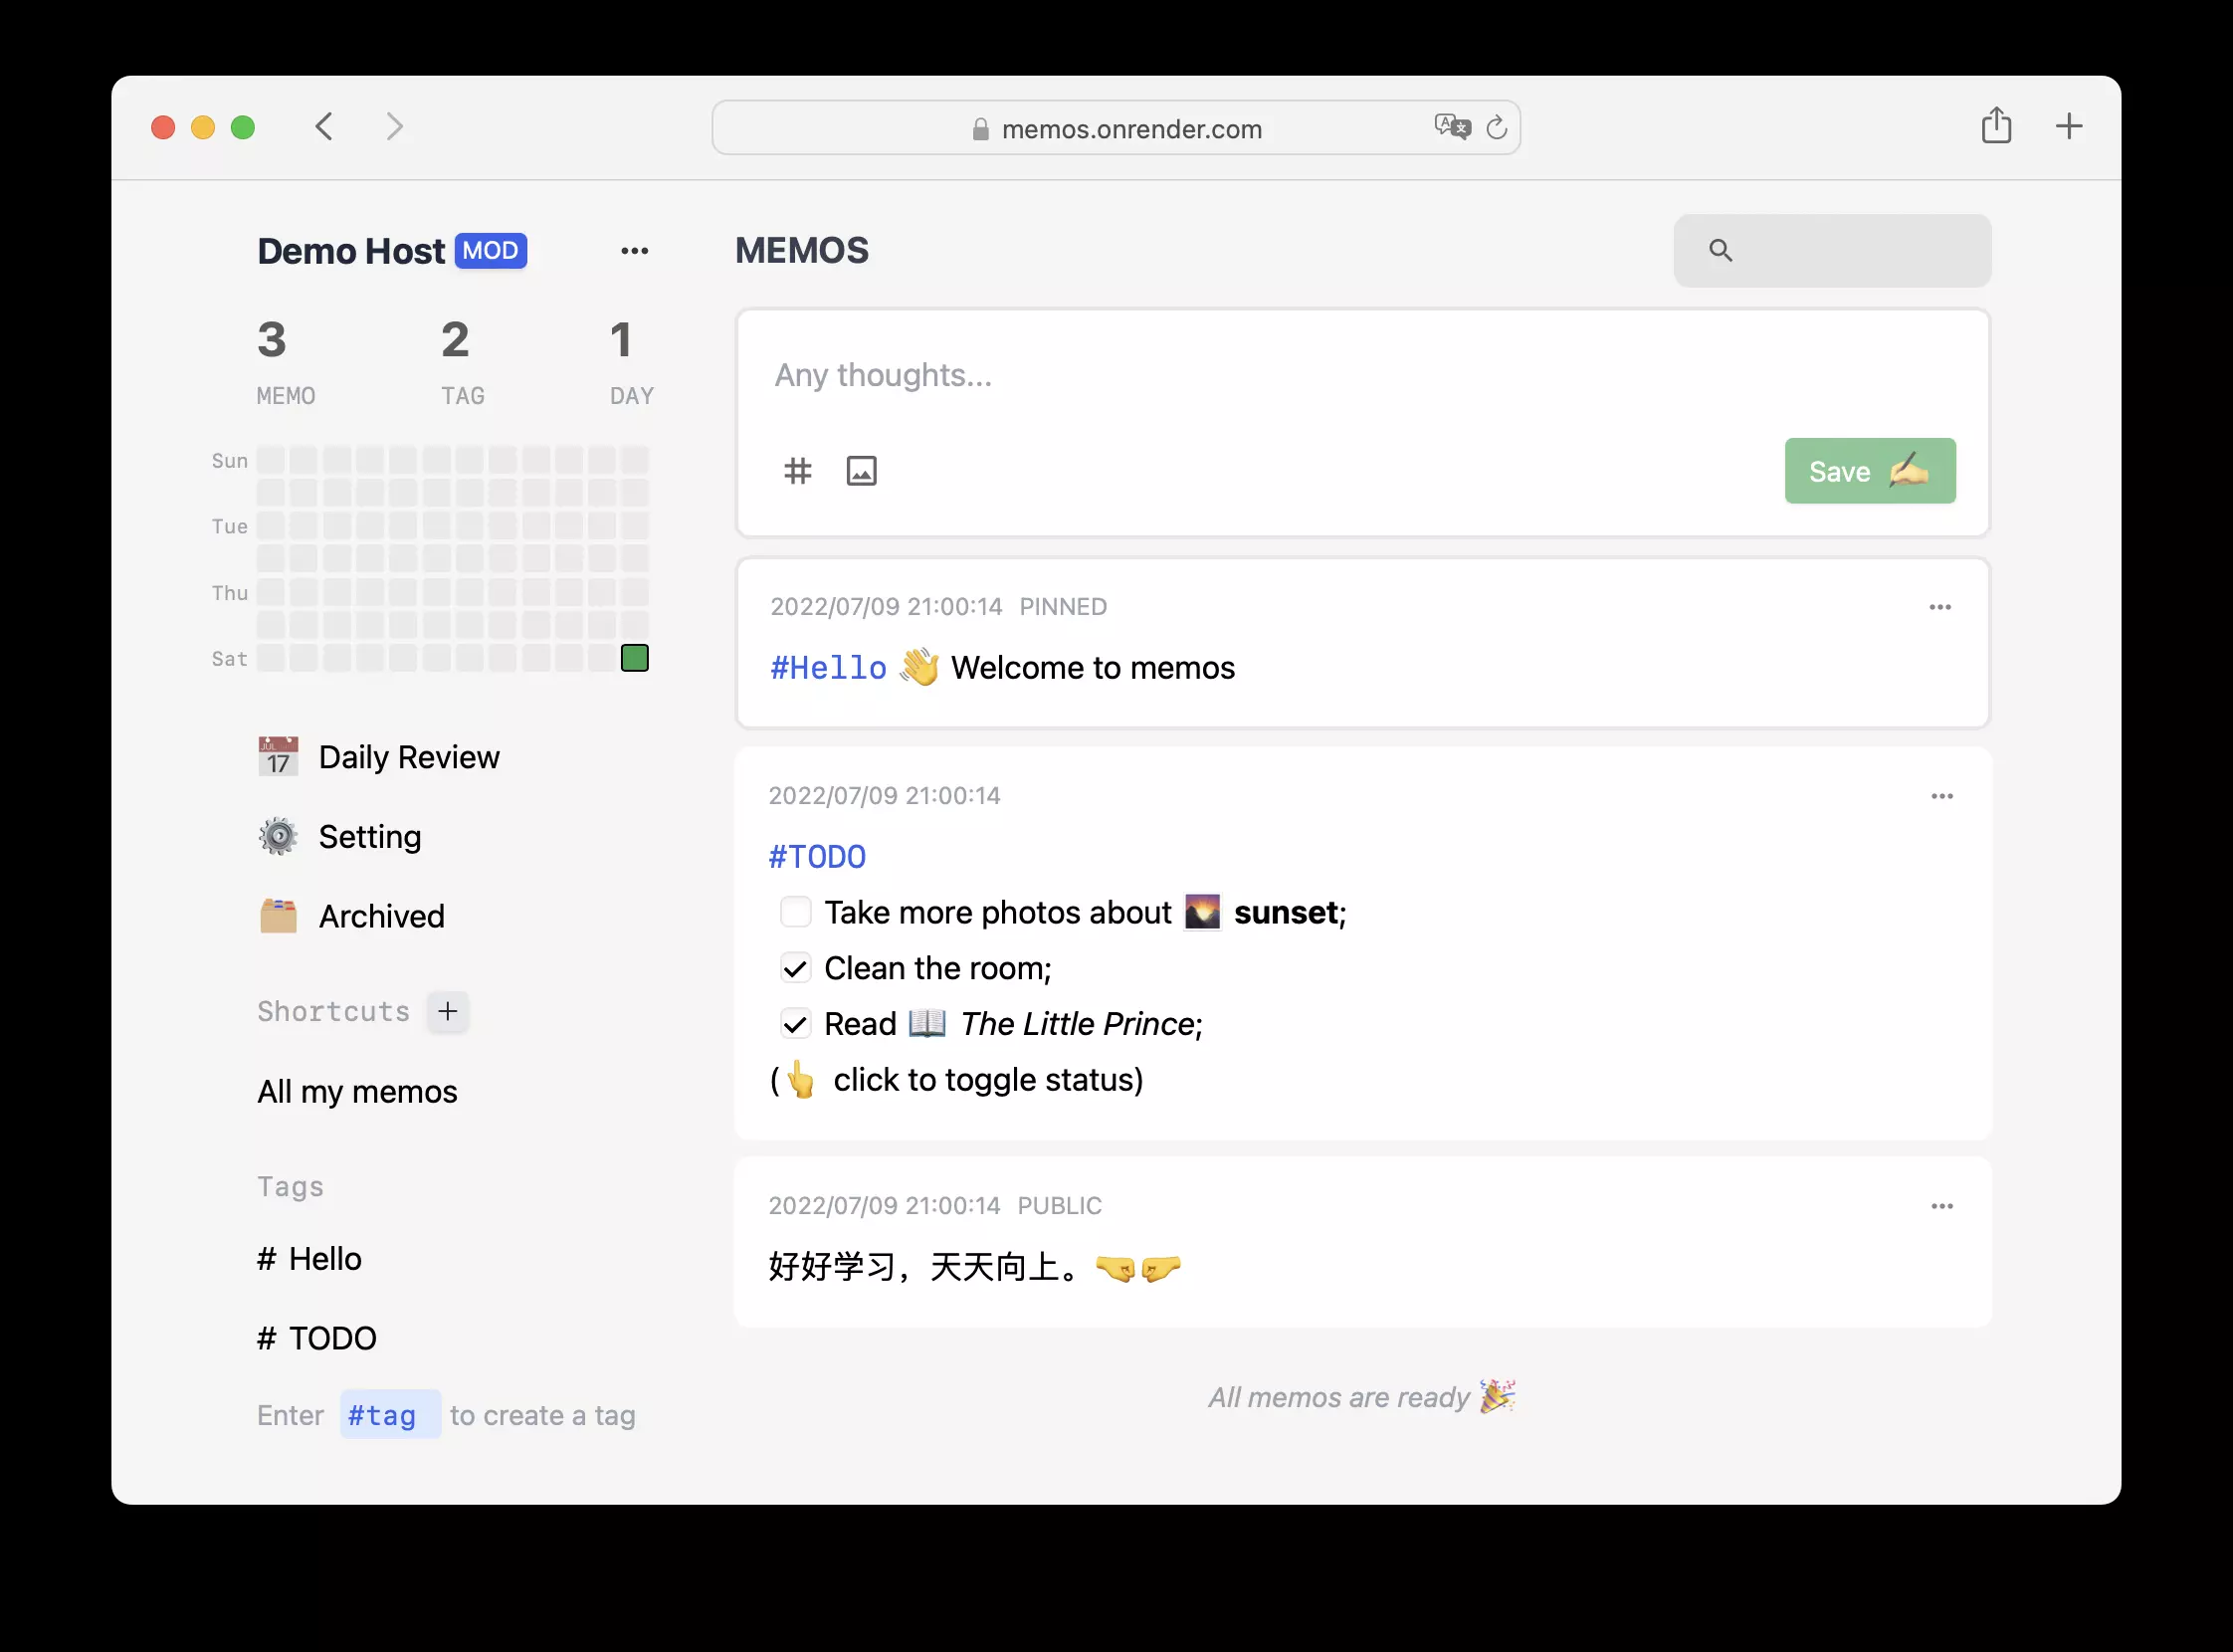 memos.onrender.com
Demo Host MOD
3 2 1
MEMO TAG DAY
Sun
Tue
Thu
Sat
JUL
17
Daily Review
Setting
Archived
Shortcuts +
All my memos
Tags
# Hello
# TODO
Enter #tag to create a tag
MEMOS
Any thoughts...
Save ✍️
2022/07/09 21:00:14 PINNED
#Hello 👋 Welcome to memos
2022/07/09 21:00:14
#TODO
Take more photos about 🌄 sunset;
Clean the room;
Read 📖 The Little Prince;
(👆 click to toggle status)
2022/07/09 21:00:14 PUBLIC
好好学习，天天向上。🤜🤛
All memos are ready 🎉